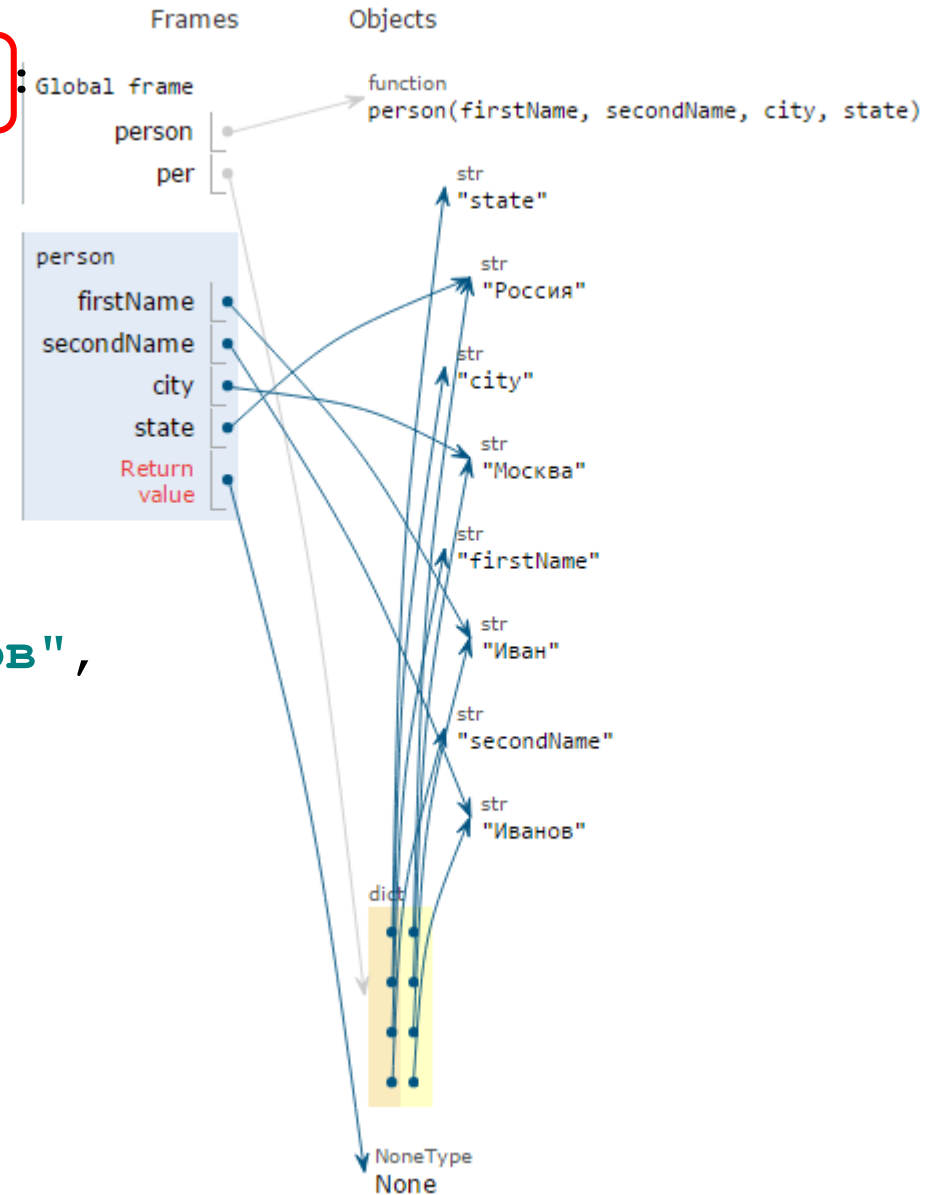 Frames Objects
:
Global frame
function
person(firstName, secondName, city, state)
person
per
str
"state"
person
str
"Россия"
firstName
secondName
str
"city"
city
state
str
"Москва"
Return
value
str
"firstName"
str
"Иван"
ов",
str
"secondName"
str
"Иванов"
dict
NoneType
None